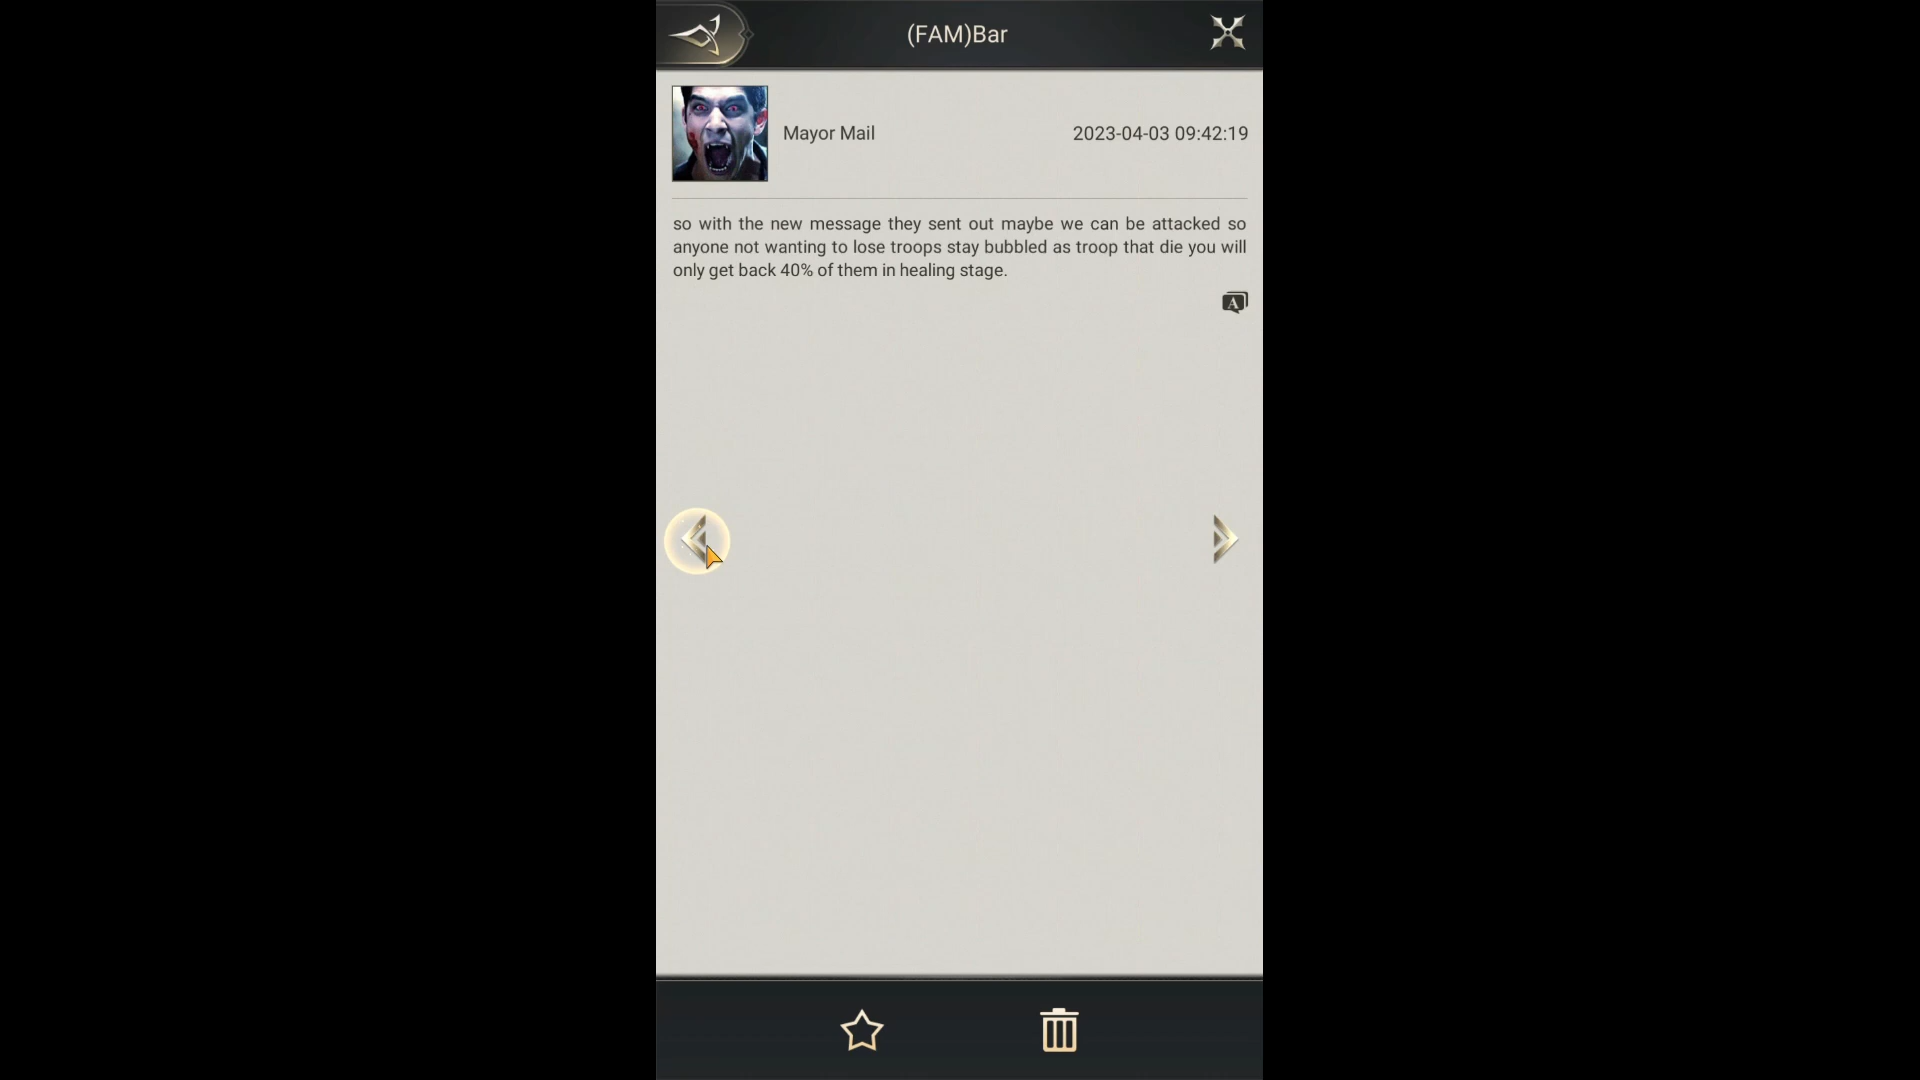 (FAM)Bar
Mayor Mail
2023-04-03 09:42:19
so with the new message they sent out maybe we can be attacked so
anyone not wanting to lose troops stay bubbled as troop that die you will
only get back 40% of them in healing stage.
A